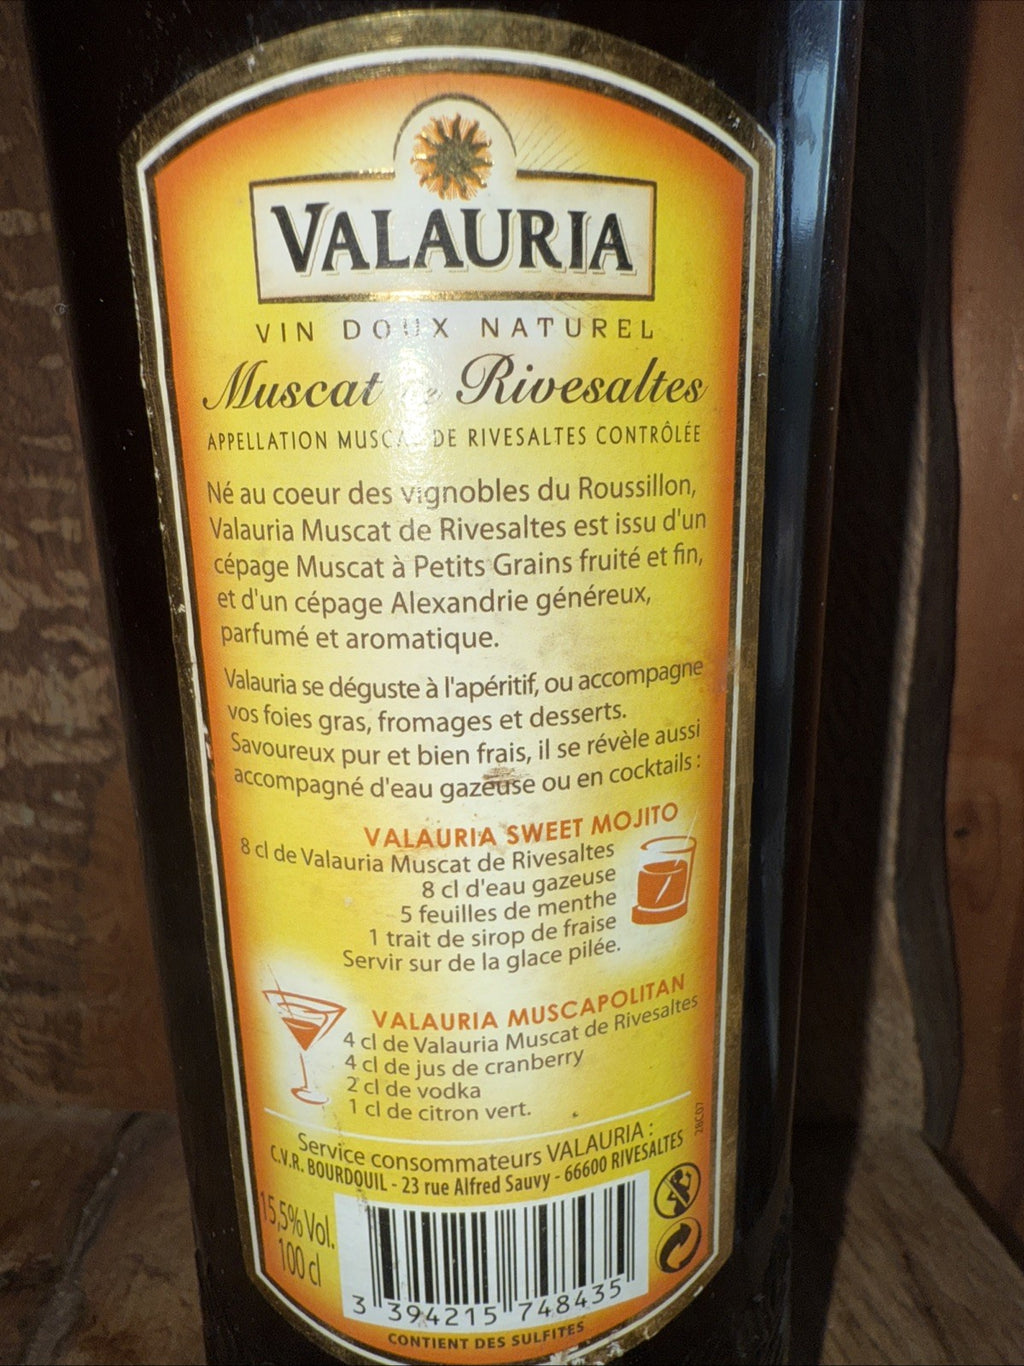 VALAURIA
VIN DOUX NATUREL
Muscat de Rivesaltes
APPELLATION MUSCAT DE RIVESALTES CONTRÔLÉE
Né au coeur des vignobles du Roussillon,
Valauria Muscat de Rivesaltes est issu d'un
cépage Muscat à Petits Grains fruité et fin,
et d'un cépage Alexandrie généreux,
parfumé et aromatique.
Valauria se déguste à l'apéritif, ou accompagne
vos foies gras, fromages et desserts.
Savoureux pur et bien frais, il se révèle aussi
accompagné d'eau gazeuse ou en cocktails :
VALAURIA SWEET MOJITO
8 cl de Valauria Muscat de Rivesaltes
8 cl d'eau gazeuse
5 feuilles de menthe
1 trait de sirop de fraise
Servir sur de la glace pilée.
VALAURIA MUSCAPOLITAN
4 cl de Valauria Muscat de Rivesaltes
4 cl de jus de cranberry
2 cl de vodka
1 cl de citron vert.
28C07
Service consommateurs VALAURIA :
C.V.R. BOURDOUIL - 23 rue Alfred Sauvy - 66600 RIVESALTES
15,5% Vol.
100 cl
3 394215 748435
CONTIENT DES SULFITES